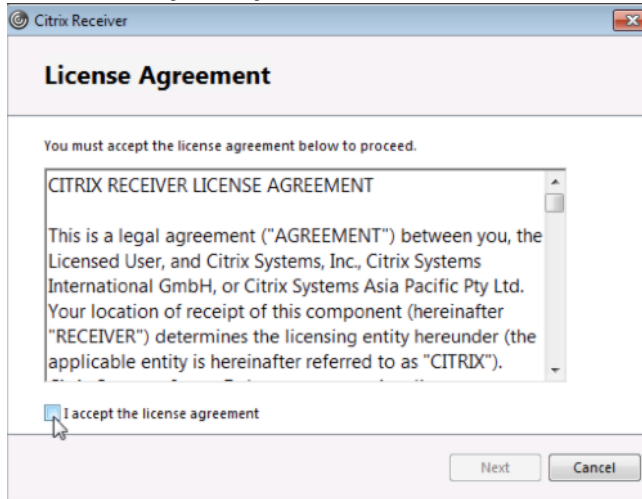 Citrix Receiver
License Agreement
You must accept the license agreement below to proceed.
CITRIX RECEIVER LICENSE AGREEMENT
This is a legal agreement ("AGREEMENT") between you, the
Licensed User, and Citrix Systems, Inc., Citrix Systems
International GmbH, or Citrix Systems Asia Pacific Pty Ltd.
Your location of receipt of this component (hereinafter
"RECEIVER") determines the licensing entity hereunder (the
applicable entity is hereinafter referred to as "CITRIX").
I accept the license agreement
Next
Cancel